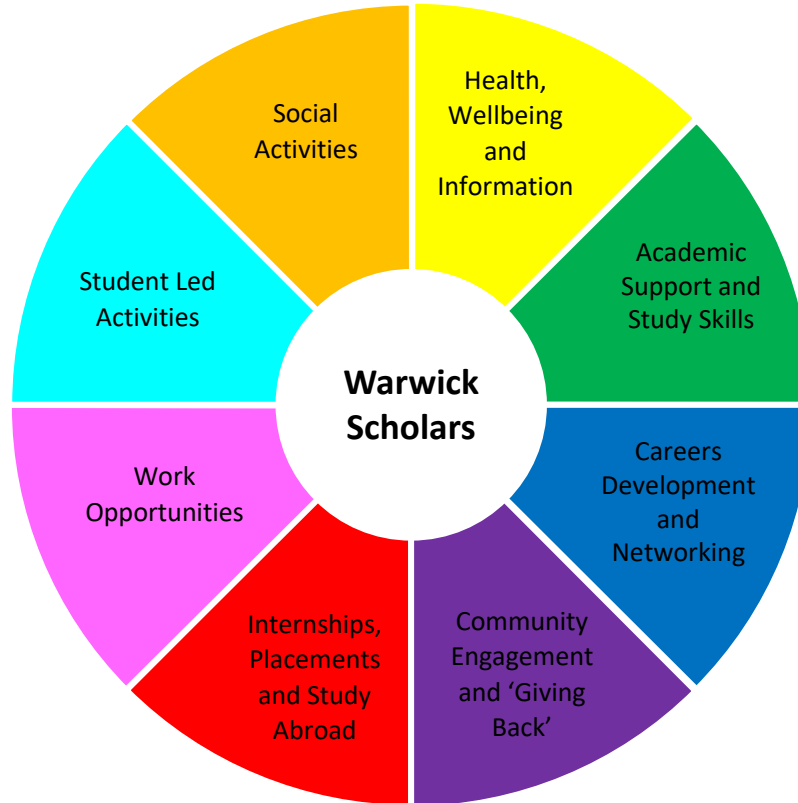 Health,
Wellbeing
and
Information
Academic
Support and
Study Skills
Careers
Development
and
Networking
Community
Engagement
and ‘Giving
Back’
Internships,
Placements
and Study
Abroad
Work
Opportunities
Student Led
Activities
Social
Activities
Warwick
Scholars